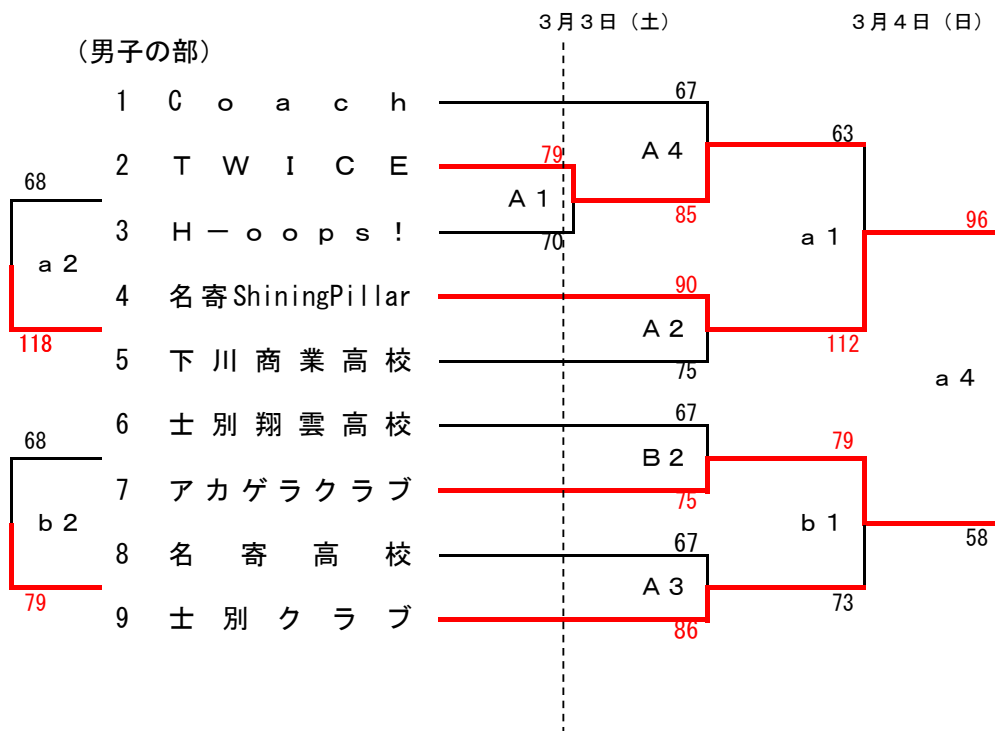 3月3日（土） 3月4日（日）
（男子の部）
67
1 Ｃｏａｃｈ
63
Ａ４
79
2 ＴＷＩＣＥ
68
Ａ１
85
96
3 Ｈ－ｏｏｐｓ！
70
ａ１
ａ２
90
4 名寄ShiningPillar
Ａ２
118
112
5 下川商業高校
75
ａ４
67
6 士別翔雲高校
68
79
Ｂ２
7 アカゲラクラブ
75
ｂ２
ｂ１
58
67
8 名寄高校
Ａ３
79
73
9 士別クラブ
86